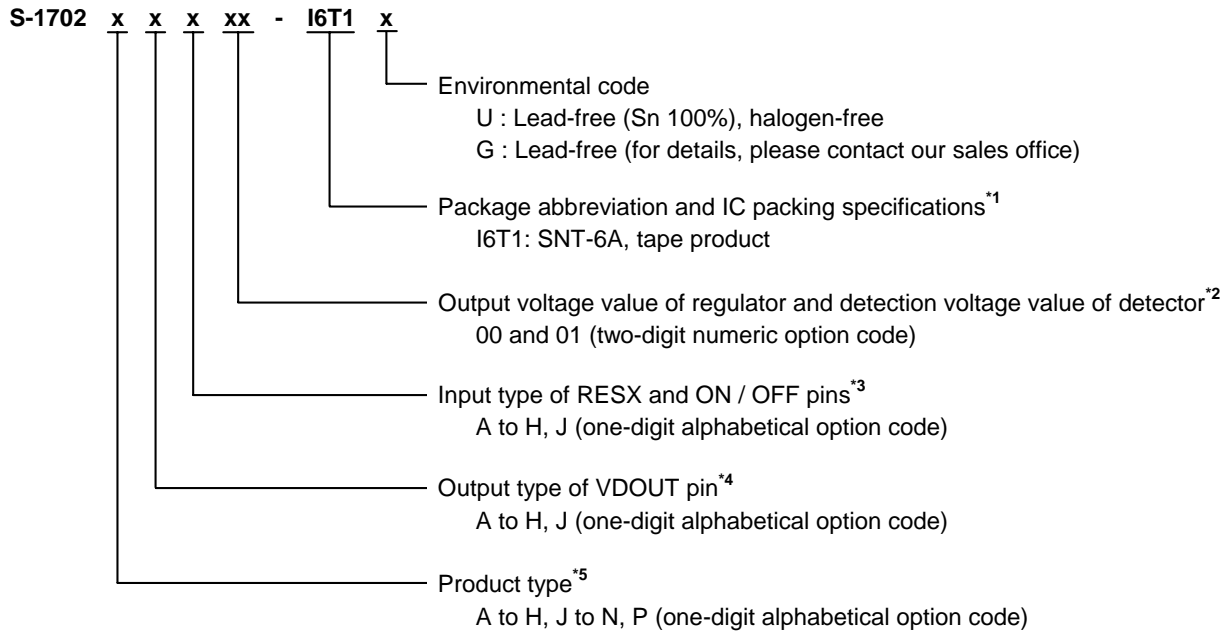 S-1702 x x x xx - I6T1 x
Environmental code
U : Lead-free (Sn 100%), halogen-free
G : Lead-free (for details, please contact our sales office)
Package abbreviation and IC packing specifications*1
I6T1: SNT-6A, tape product
Output voltage value of regulator and detection voltage value of detector*2
00 and 01 (two-digit numeric option code)
Input type of RESX and ON / OFF pins*3
A to H, J (one-digit alphabetical option code)
Output type of VDOUT pin*4
A to H, J (one-digit alphabetical option code)
Product type*5
A to H, J to N, P (one-digit alphabetical option code)